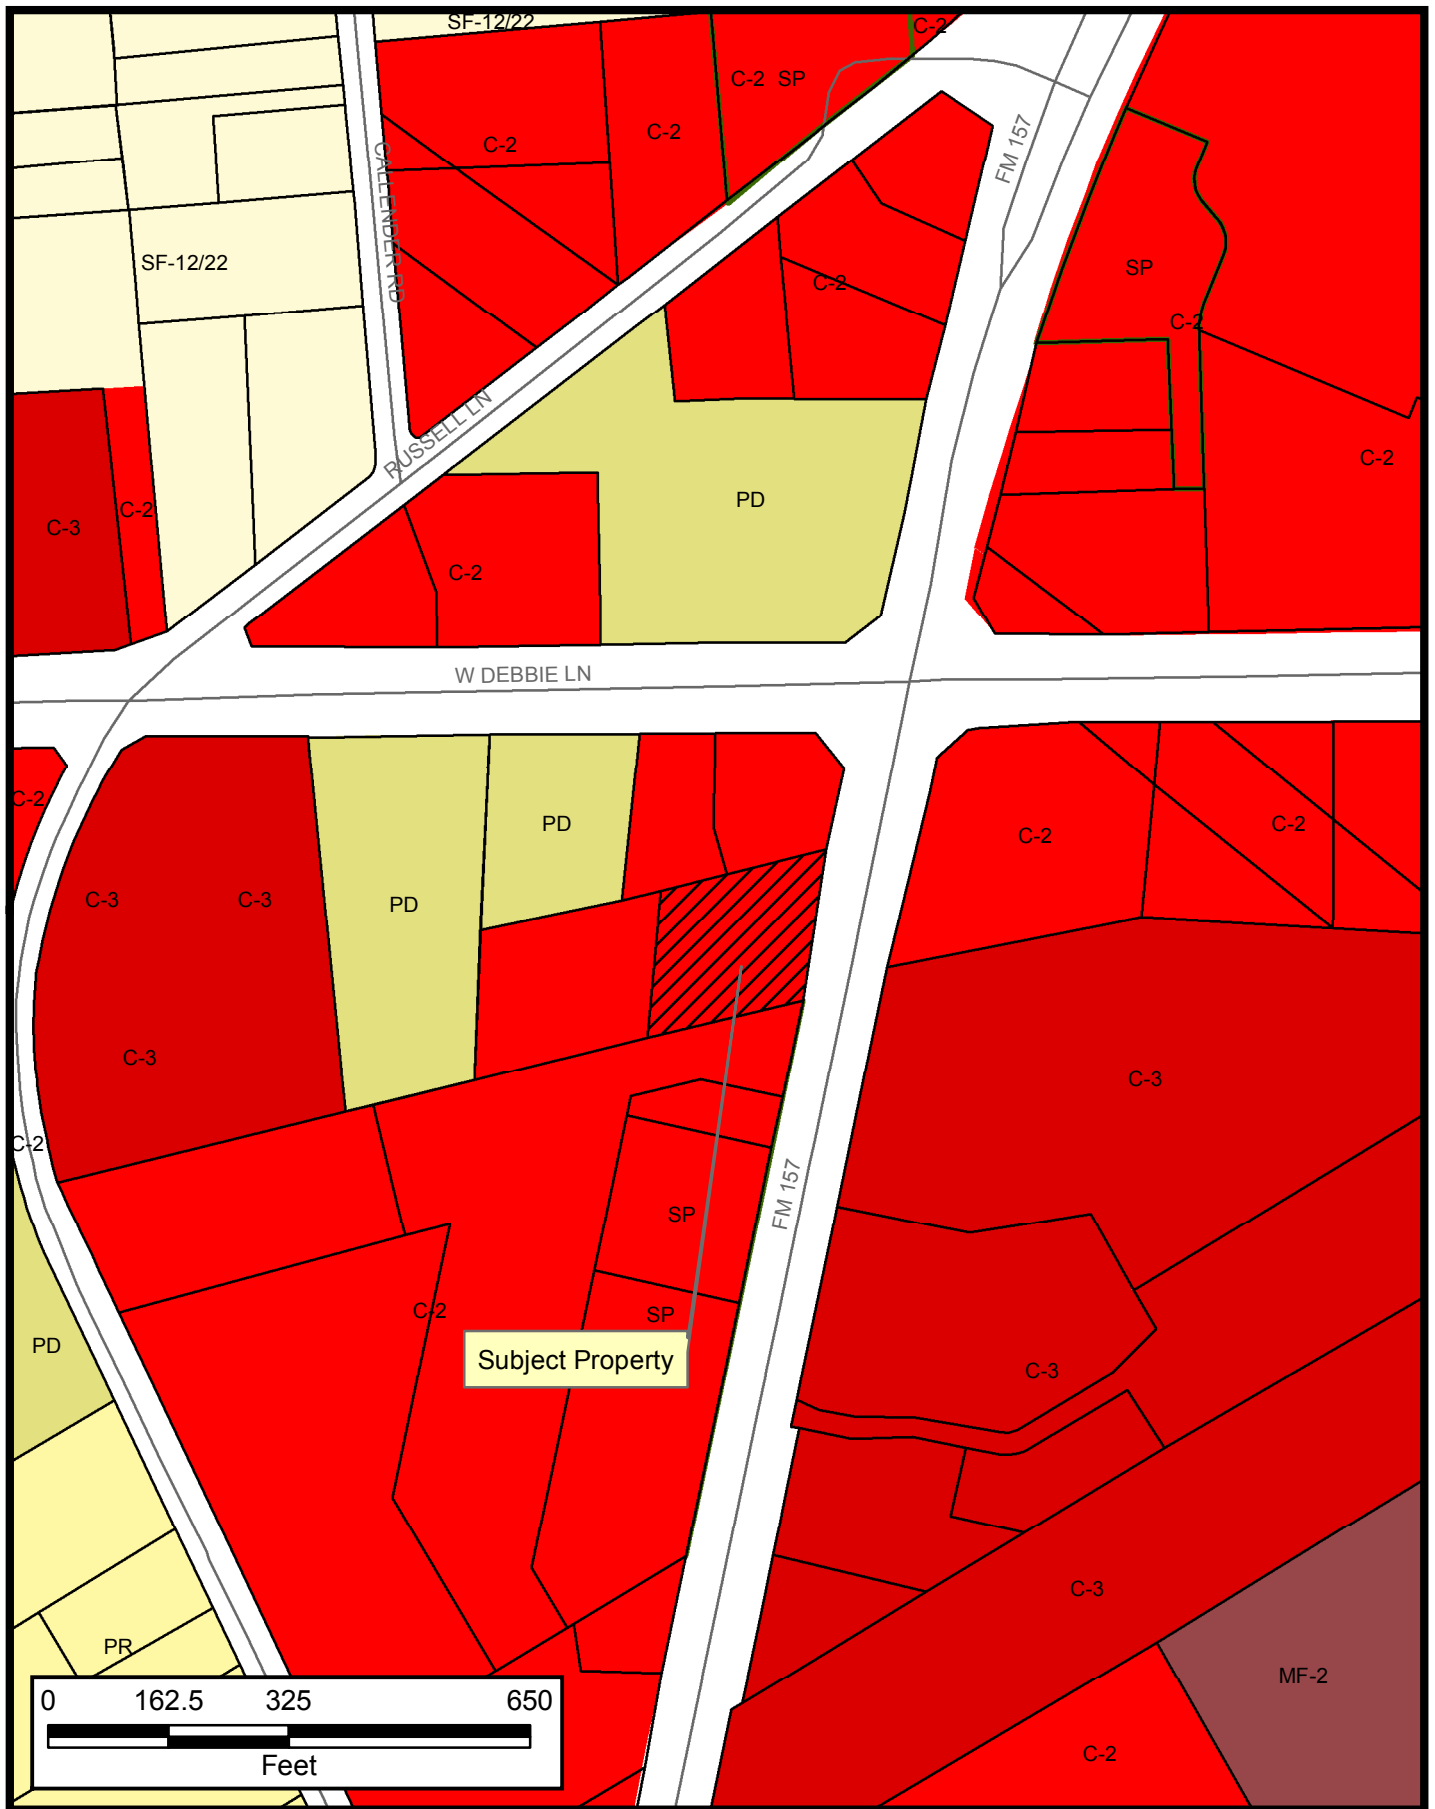 SF-12/22
C-2
C-2 SP
C-2
C-2
FM 157
CALLENDER RD
SF-12/22
SP
C-2
C-2
RUSSELL LN
C-2
PD
C-2
C-3
C-2
W DEBBIE LN
C-2
PD
C-2
C-2
C-3
C-3
PD
C-3
C-3
C-2
FM 157
SP
C-2
SP
PD
Subject Property
C-3
C-3
PR
MF-2
0 162.5 325 650
Feet
C-2